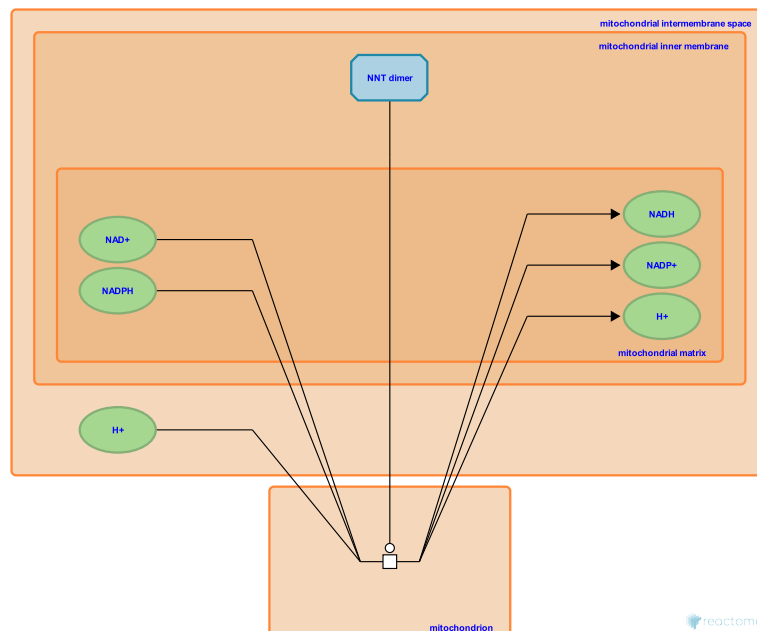 mitochondrial intermembrane space
mitochondrial inner membrane
NNT dimer
NADH
NAD+
NADP+
NADPH
H+
mitochondrial matrix
H+
mitochondrion
reactome